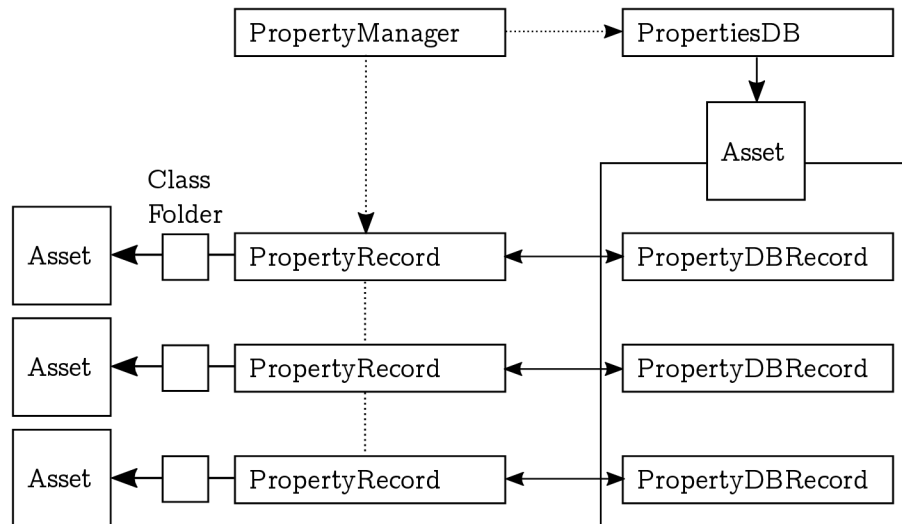 PropertyManager
PropertiesDB
Asset
Class
Folder
Asset
PropertyRecord
PropertyDBRecord
Asset
PropertyRecord
PropertyDBRecord
Asset
PropertyRecord
PropertyDBRecord